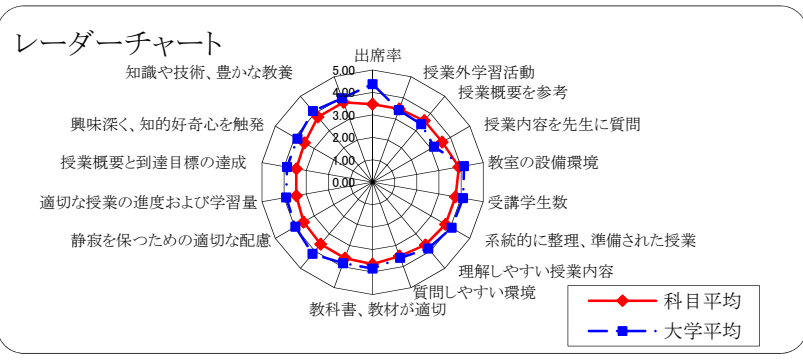 レーダーチャート
出席率
授業外学習活動
授業概要を参考
授業内容を先生に質問
教室の設備環境
受講学生数
系統的に整理、準備された授業
理解しやすい授業内容
質問しやすい環境
教科書、教材が適切
静寂を保つための適切な配慮
適切な授業の進度および学習量
授業概要と到達目標の達成
興味深く、知的好奇心を触発
知識や技術、豊かな教養
5.00
4.00
3.00
2.00
1.00
0.00
科目平均
大学平均